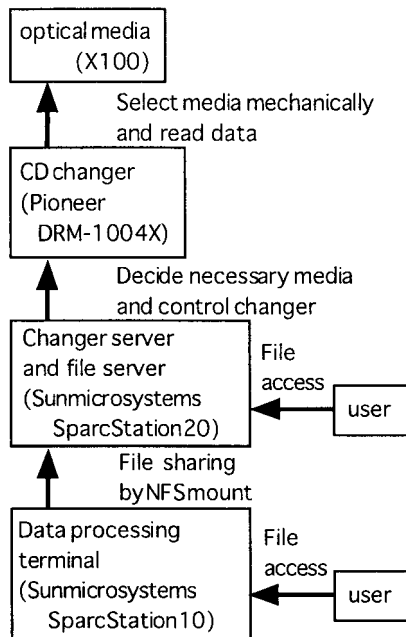 optical media
(X100)
Select media mechanically
and read data
CD changer
(Pioneer
DRM-1004X)
Decide necessary media
and control changer
Changer server
and file server
(Sunmicrosystems
SparcStation20)
File
access
user
File sharing
by NFS mount
Data processing
terminal
(Sunmicrosystems
SparcStation10)
File
access
user